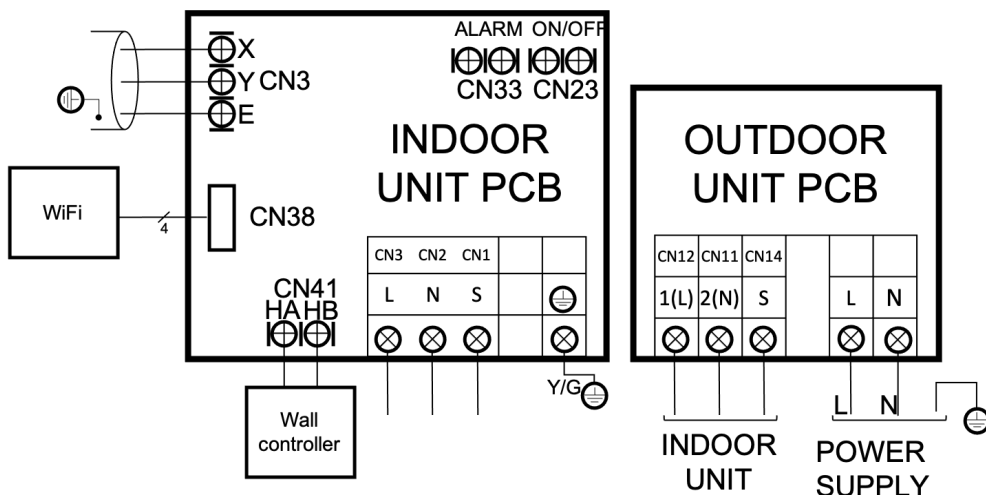 ALARM ON/OFF
CN33 CN23
X
Y CN3
E
INDOOR
UNIT PCB
WiFi
4
CN38
CN3 CN2 CN1
L N S
CN41
HA HB
Y/G
Wall
controller
OUTDOOR
UNIT PCB
CN12 CN11 CN14
1(L) 2(N) S L N
L N
INDOOR
UNIT
POWER
SUPPLY